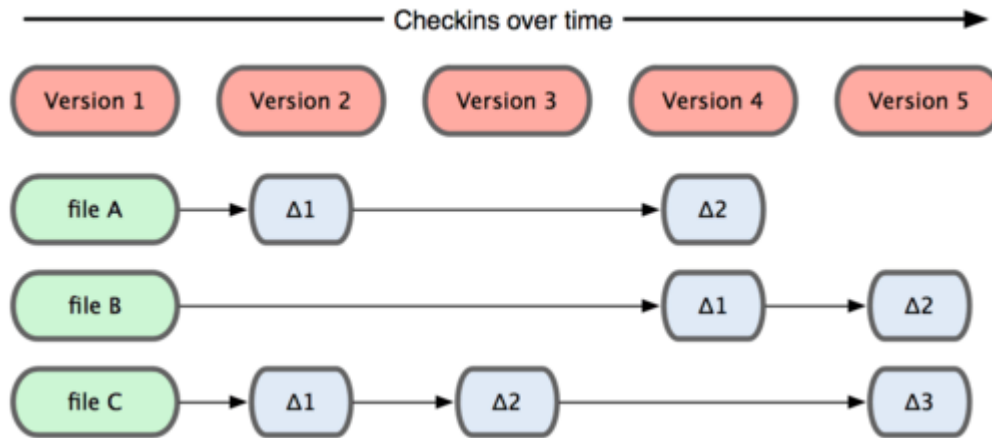 Checkins over time
Version 1 Version 2 Version 3 Version 4 Version 5
file A Δ1 Δ2
file B Δ1 Δ2
file C Δ1 Δ2 Δ3